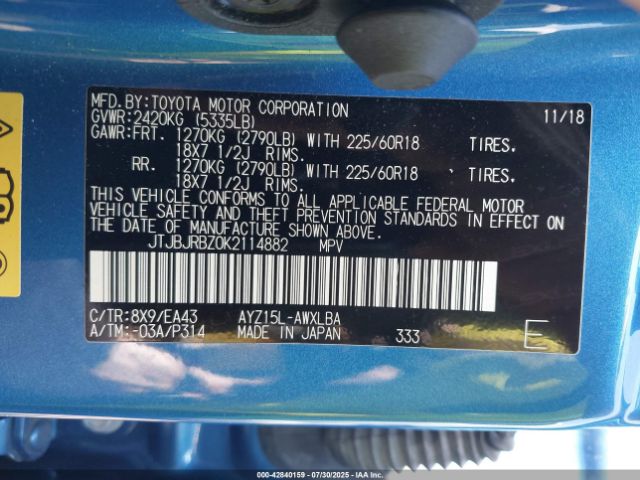 MFD.BY:TOYOTA MOTOR CORPORATION 11/18
GVWR:2420KG (5335LB)
GAWR:FRT. 1270KG (2790LB) WITH 225/60R18 TIRES.
18X7 1/2J RIMS.
RR. 1270KG (2790LB) WITH 225/60R18 TIRES.
18X7 1/2J RIMS.
THIS VEHICLE CONFORMS TO ALL APPLICABLE FEDERAL MOTOR
VEHICLE SAFETY AND THEFT PREVENTION STANDARDS IN EFFECT ON
THE DATE OF MANUFACTURE SHOWN ABOVE.
JTJBJRBZ0K2114882 MPV
C/TR:8X9/EA43 AYZ15L-AWXLBA
A/TM:-03A/P314 MADE IN JAPAN 333 E
000-42840159 - 07/30/2025 - Copart, IAA Inc.